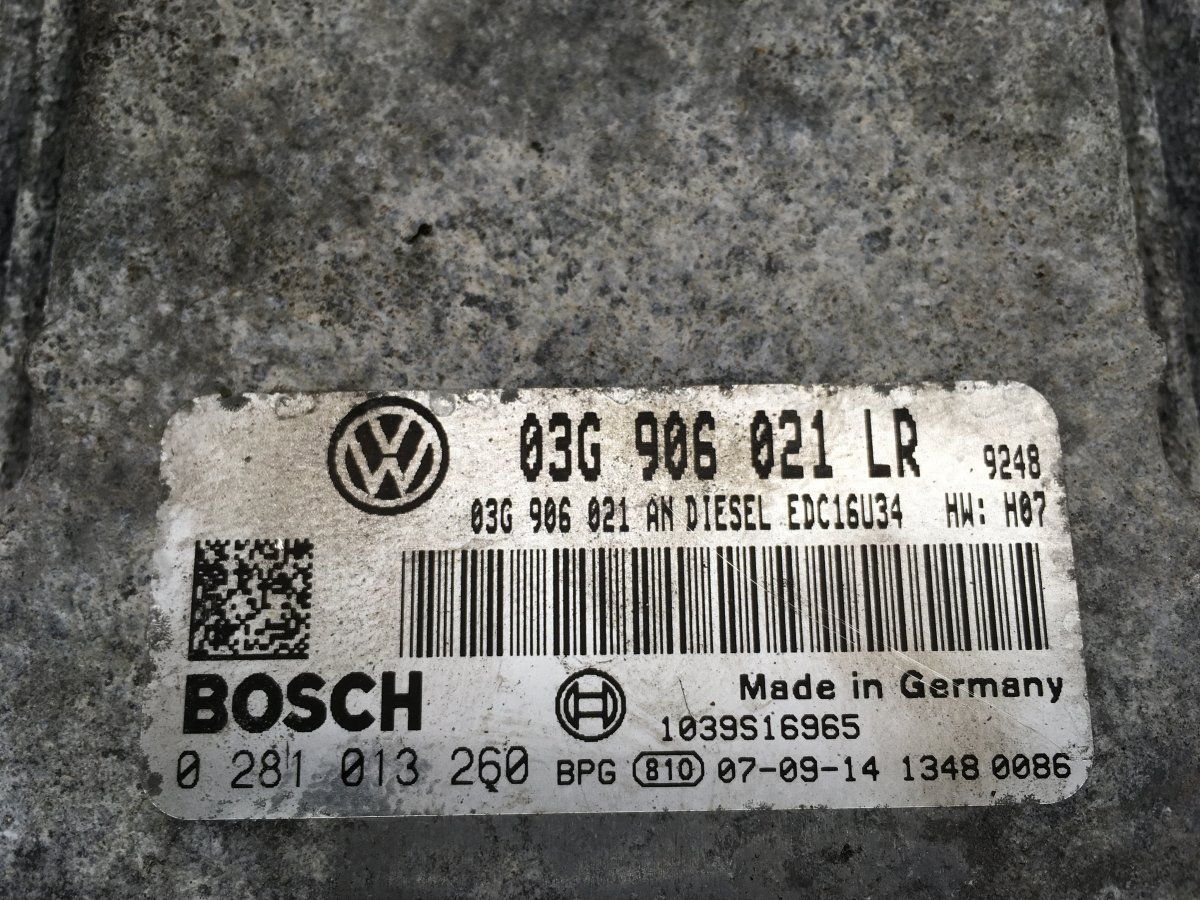 03G 906 021 LR 9248
03G 906 021 AN DIESEL EDC16U34 HW: H07
BOSCH
Made in Germany
1039S16965
0 281 013 260 BPG 810 07-09-14 1348 0086